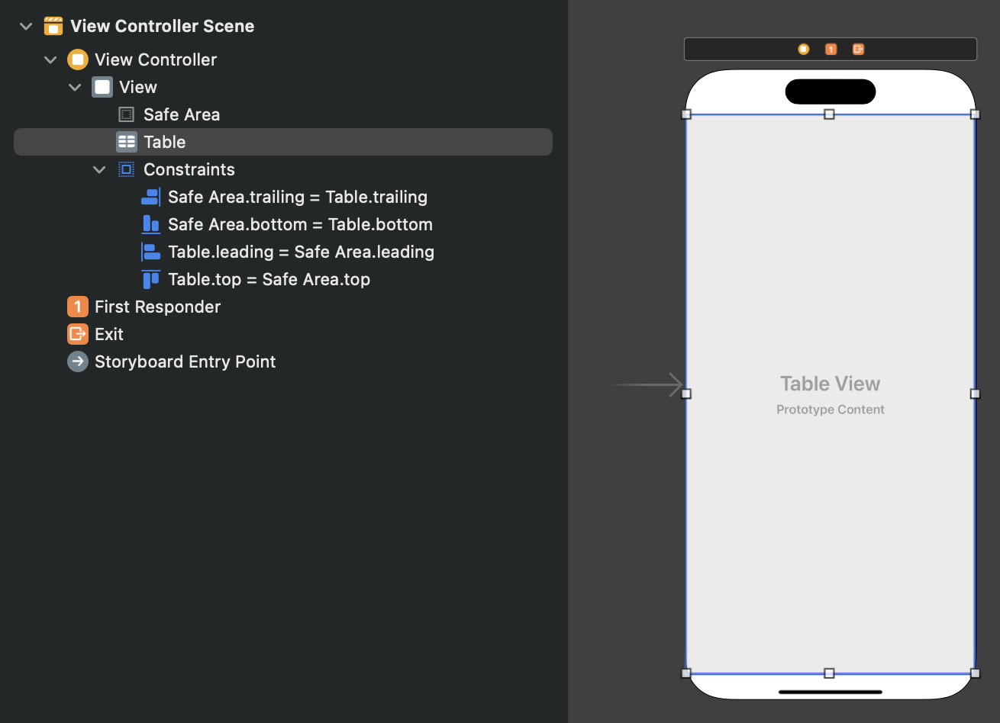 View Controller Scene
View Controller
View
Safe Area
Table
Constraints
Safe Area.trailing = Table.trailing
Safe Area.bottom = Table.bottom
Table.leading = Safe Area.leading
Table.top = Safe Area.top
1 First Responder
Exit
Storyboard Entry Point
1
Table View
Prototype Content